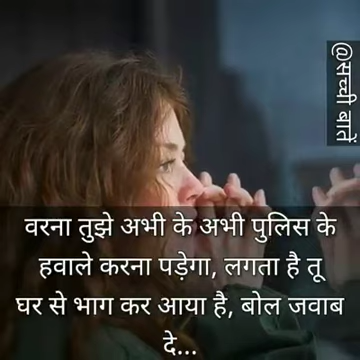 @सच्ची बातें
वरना तुझे अभी के अभी पुलिस के
हवाले करना पड़ेगा, लगता है तू
घर से भाग कर आया है, बोल जवाब
दे...